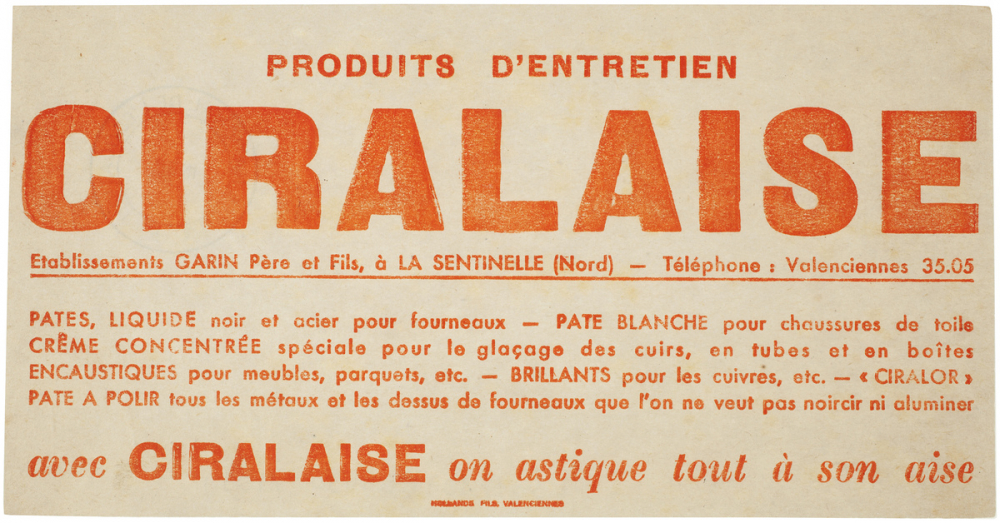 PRODUITS D'ENTRETIEN
CIRALAISE
Etablissements GARIN Père et Fils, à LA SENTINELLE (Nord) — Téléphone : Valenciennes 35.05
PATES, LIQUIDE noir et acier pour fourneaux — PATE BLANCHE pour chaussures de toile
CRÊME CONCENTRÉE spéciale pour le glaçage des cuirs, en tubes et en boîtes
ENCAUSTIQUES pour meubles, parquets, etc. — BRILLANTS pour les cuivres, etc. — « CIRALOR »
PATE A POLIR tous les métaux et les dessus de fourneaux que l'on ne veut pas noircir ni aluminer
avec CIRALAISE on astique tout à son aise
HOLLANDE FILS, VALENCIENNES